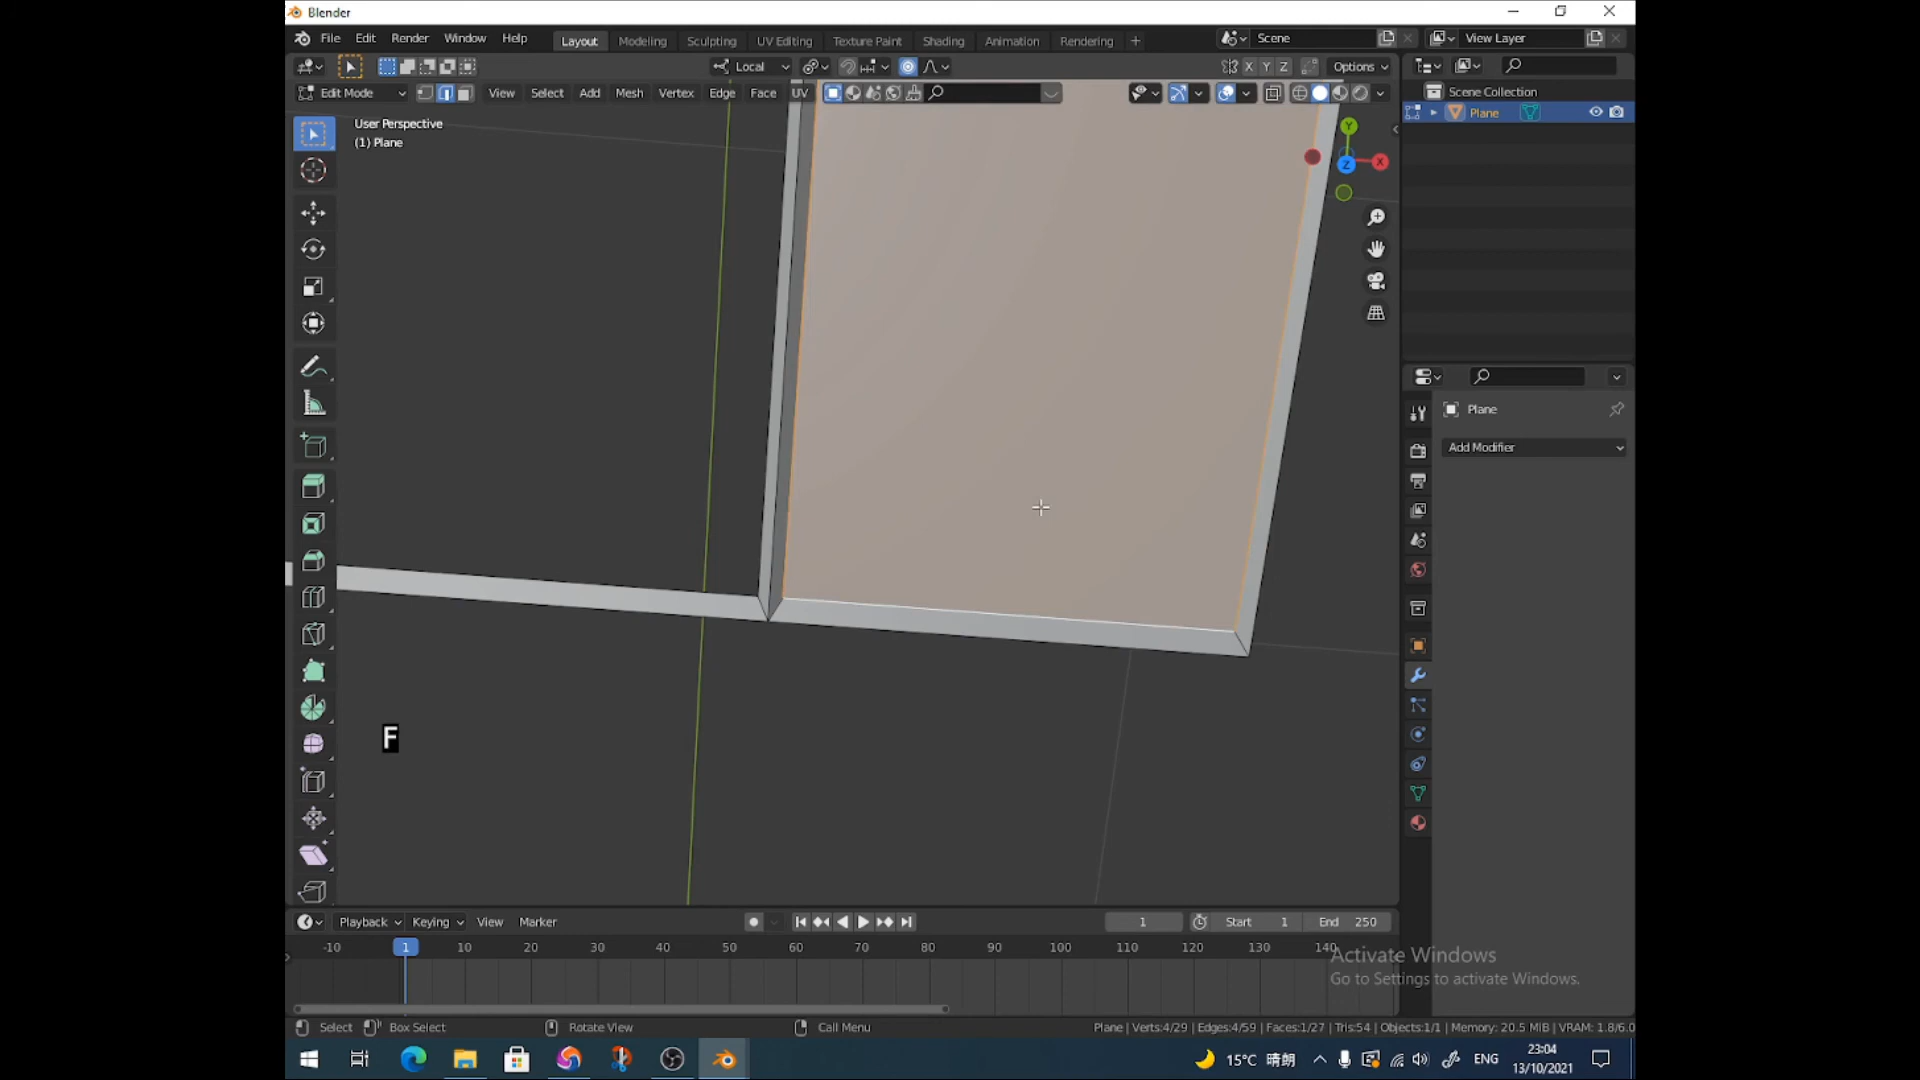 Blender
File Edit Render Window Help Layout Modeling Sculpting UV Editing Texture Paint Shading Animation Rendering + Scene View Layer
Local X Y Z Options
Edit Mode View Select Add Mesh Vertex Edge Face UV
Scene Collection
Plane
User Perspective
(1) Plane
Y
X
Z
Plane
Add Modifier
F
Playback Keying View Marker 1 Start 1 End 250
-10 1 10 20 30 40 50 60 70 80 90 100 110 120 130 140
Activate Windows
Go to Settings to activate Windows.
Select Box Select Rotate View Call Menu Plane | Verts:4/29 | Edges:4/59 | Faces:1/27 | Tris:54 | Objects:1/1 | Memory: 20.5 MiB | VRAM: 1.8/6.0
15°C 晴朗 ENG 23:04
13/10/2021